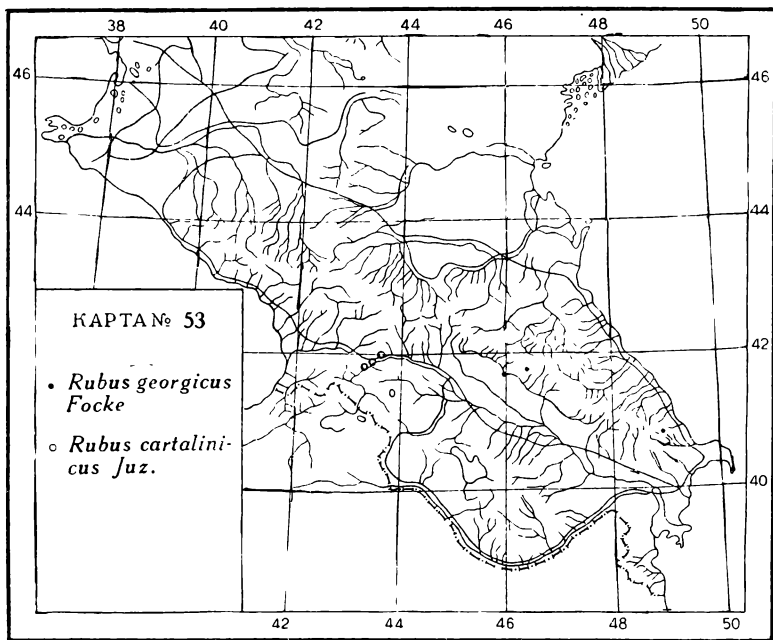 38 40 42 44 46 48 50
46 46
44 44
42 42
40 40
42 44 46 48 50
КАРТА № 53
• Rubus georgicus
Focke
○ Rubus cartalini-
cus Juz.